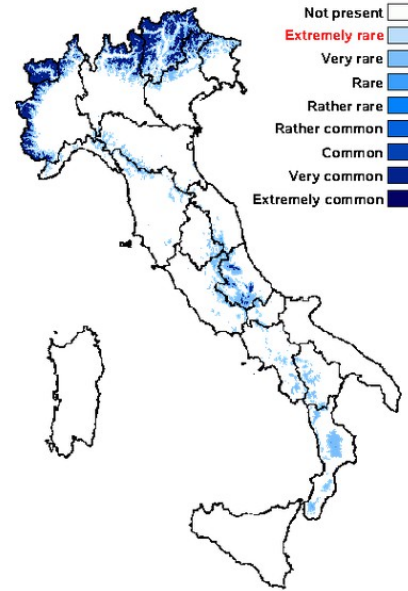 Not present
Extremely rare
Very rare
Rare
Rather rare
Rather common
Common
Very common
Extremely common